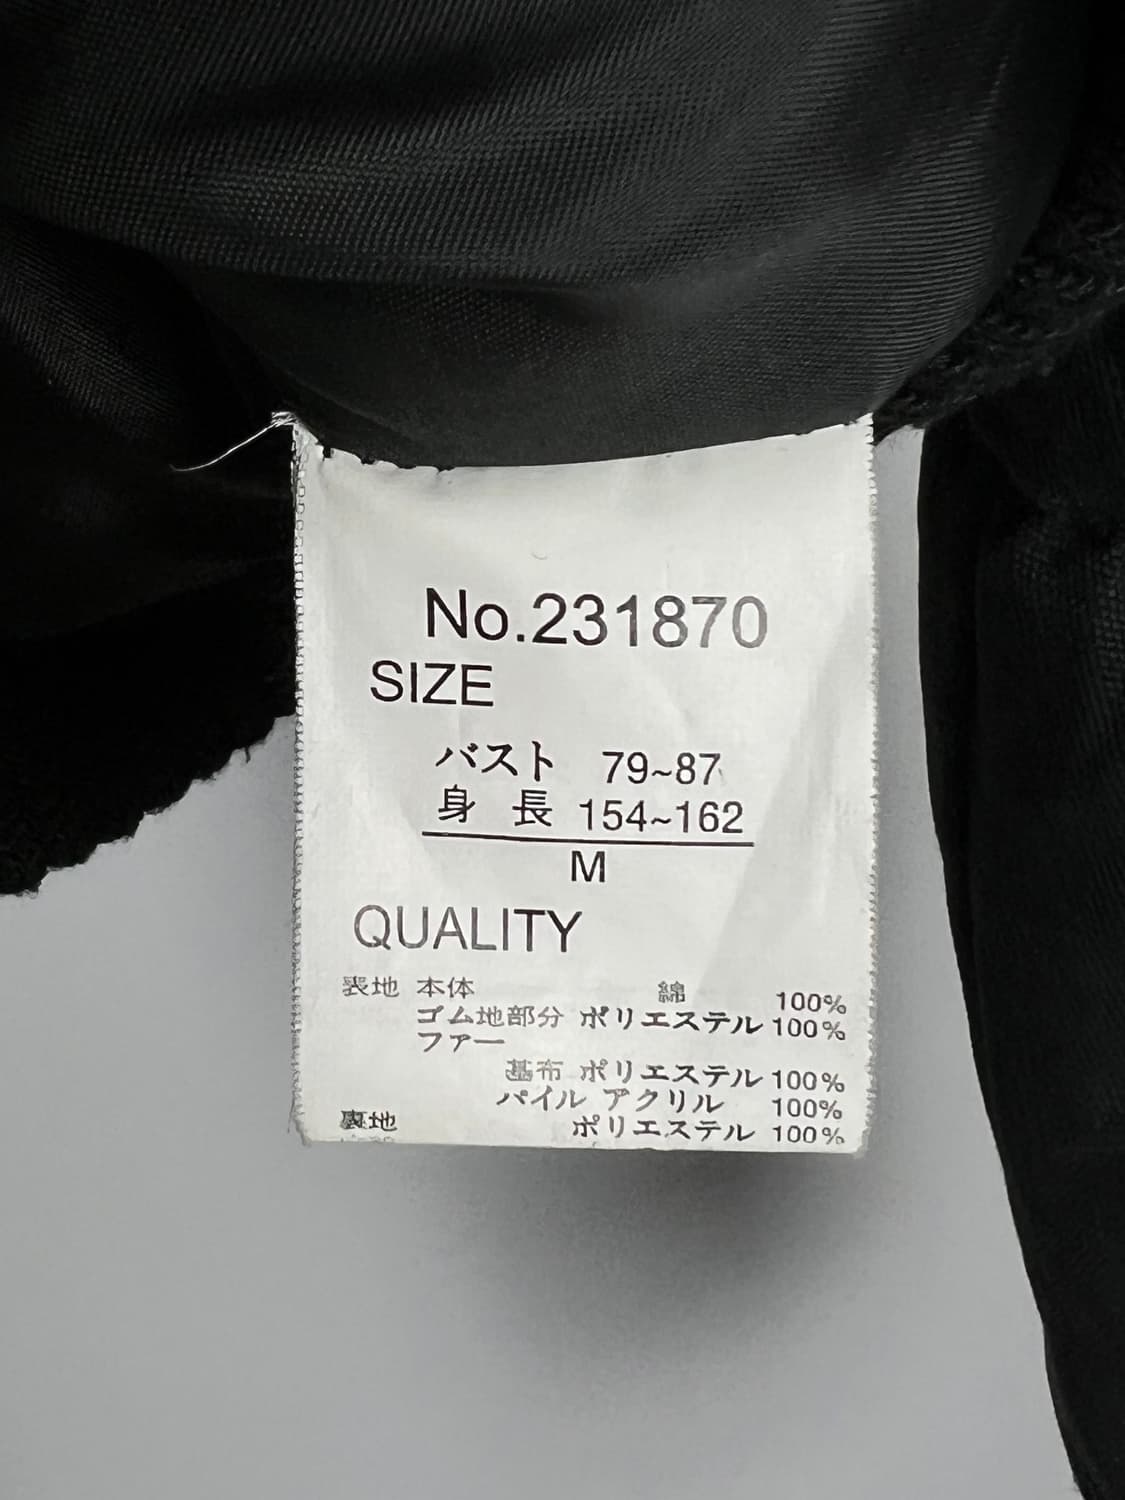 No.231870
SIZE
バスト 79~87
身 長 154~162
M
QUALITY
表地 本体 綿 100%
ゴム地部分 ポリエステル 100%
ファー
基布 ポリエステル 100%
パイル アクリル 100%
裏地 ポリエステル 100%